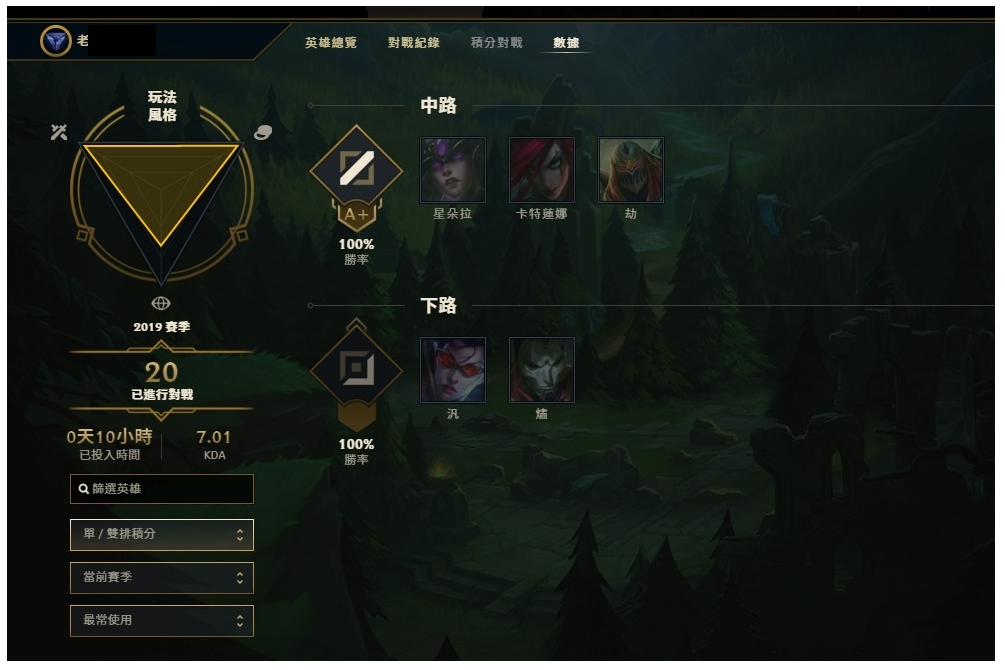 老
英雄總覽
對戰紀錄
積分對戰
數據
玩法
風格
2019 賽季
20
已進行對戰
0天10小時
已投入時間
7.01
KDA
篩選英雄
單 / 雙排積分
當前賽季
最常使用
中路
A+
100%
勝率
星朵拉
卡特蓮娜
劫
下路
100%
勝率
汎
燼